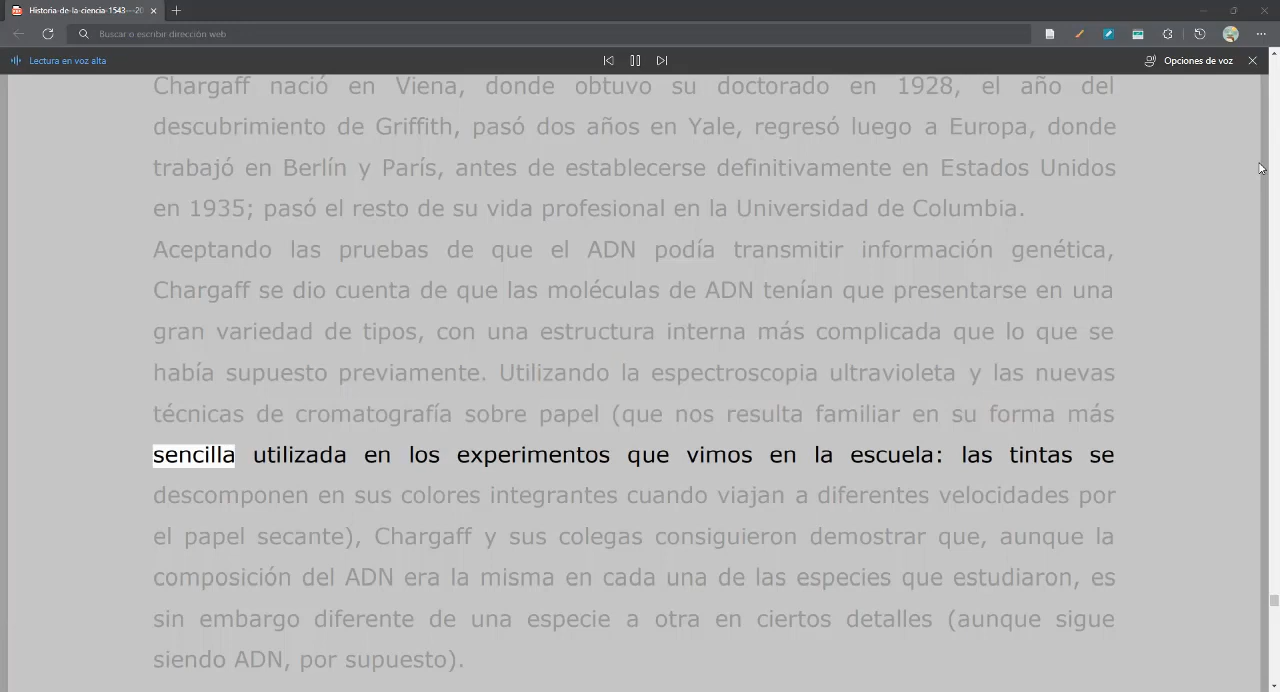 Historia-de-la-ciencia-1543---20
Buscar o escribir dirección web
Lectura en voz alta
Opciones de voz
Chargaff nació en Viena, donde obtuvo su doctorado en 1928, el año del
descubrimiento de Griffith, pasó dos años en Yale, regresó luego a Europa, donde
trabajó en Berlín y París, antes de establecerse definitivamente en Estados Unidos
en 1935; pasó el resto de su vida profesional en la Universidad de Columbia.
Aceptando las pruebas de que el ADN podía transmitir información genética,
Chargaff se dio cuenta de que las moléculas de ADN tenían que presentarse en una
gran variedad de tipos, con una estructura interna más complicada que lo que se
había supuesto previamente. Utilizando la espectroscopia ultravioleta y las nuevas
técnicas de cromatografía sobre papel (que nos resulta familiar en su forma más
sencilla utilizada en los experimentos que vimos en la escuela: las tintas se
descomponen en sus colores integrantes cuando viajan a diferentes velocidades por
el papel secante), Chargaff y sus colegas consiguieron demostrar que, aunque la
composición del ADN era la misma en cada una de las especies que estudiaron, es
sin embargo diferente de una especie a otra en ciertos detalles (aunque sigue
siendo ADN, por supuesto).